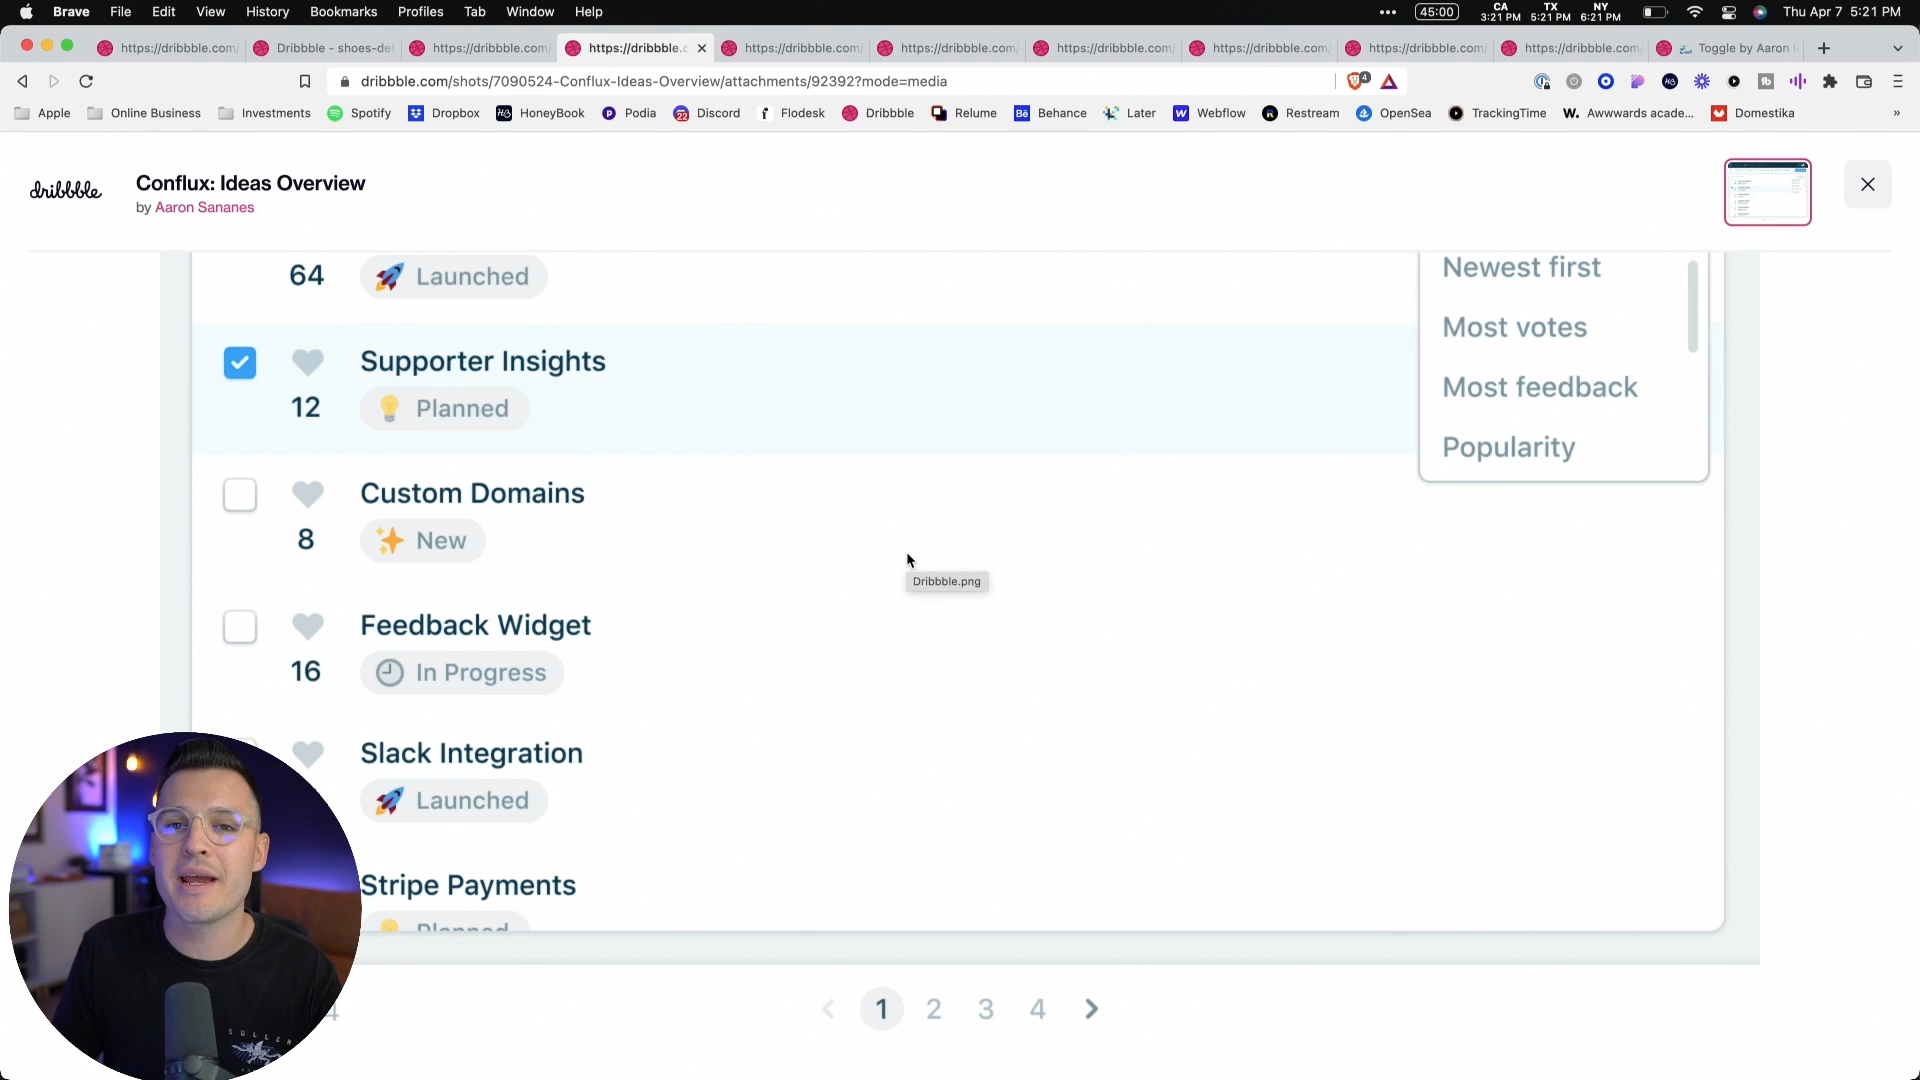 Brave File Edit View History Bookmarks Profiles Tab Window Help ••• 45:00 CA 3:21 PM TX 5:21 PM NY 6:21 PM Thu Apr 7 5:21 PM
https://dribbble.com/ Dribbble - shoes-det https://dribbble.com/ https://dribbble.c https://dribbble.com/ https://dribbble.com/ https://dribbble.com/ https://dribbble.com/ https://dribbble.com/ https://dribbble.com/ Toggle by Aaron
dribbble.com/shots/7090524-Conflux-Ideas-Overview/attachments/92392?mode=media 4
Apple Online Business Investments Spotify Dropbox HoneyBook Podia 22 Discord Flodesk Dribbble Relume Bē Behance Later W Webflow Restream OpenSea TrackingTime W. Awwwards acade... Domestika »
dribbble
Conflux: Ideas Overview
by Aaron Sananes
64 Launched
Newest first
Most votes
Most feedback
Popularity
Supporter Insights
12 Planned
Custom Domains
8 New
Dribbble.png
Feedback Widget
16 In Progress
Slack Integration
Launched
Stripe Payments
Planned
1 2 3 4
SULLEN